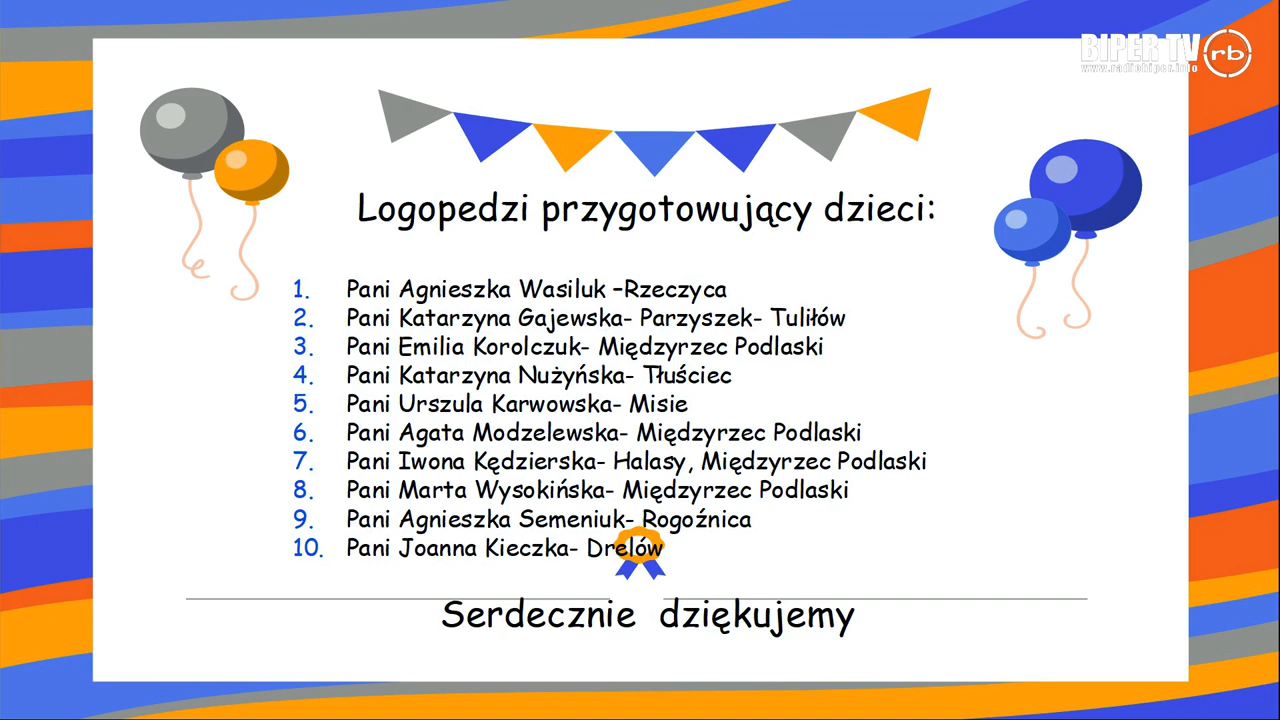 BIPER TV rb
www.radiobiper.info
Logopedzi przygotowujący dzieci:
1. Pani Agnieszka Wasiluk –Rzeczyca
2. Pani Katarzyna Gajewska- Parzyszek- Tuliłów
3. Pani Emilia Korolczuk- Międzyrzec Podlaski
4. Pani Katarzyna Nużyńska- Tłuściec
5. Pani Urszula Karwowska- Misie
6. Pani Agata Modzelewska- Międzyrzec Podlaski
7. Pani Iwona Kędzierska- Halasy, Międzyrzec Podlaski
8. Pani Marta Wysokińska- Międzyrzec Podlaski
9. Pani Agnieszka Semeniuk- Rogoźnica
10. Pani Joanna Kieczka- Drelów
Serdecznie dziękujemy